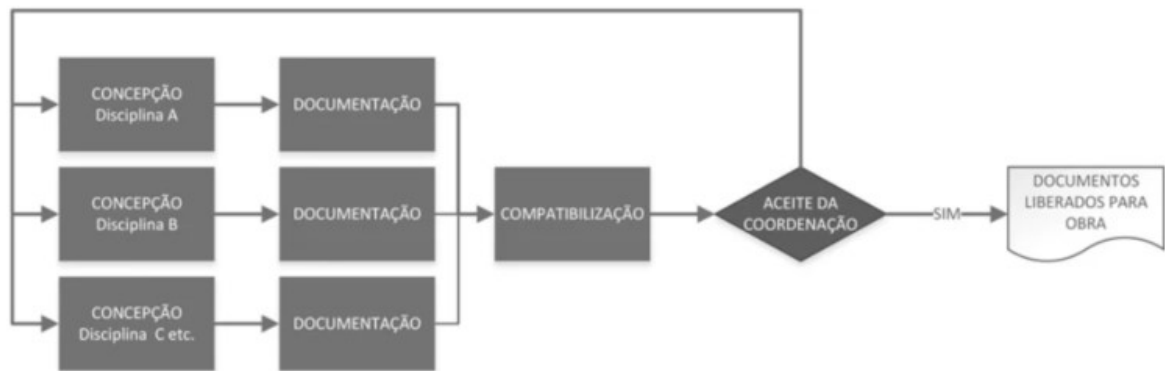 CONCEPÇÃO
Disciplina A
DOCUMENTAÇÃO
CONCEPÇÃO
Disciplina B
DOCUMENTAÇÃO
CONCEPÇÃO
Disciplina C etc.
DOCUMENTAÇÃO
COMPATIBILIZAÇÃO
ACEITE DA
COORDENAÇÃO
SIM
DOCUMENTOS
LIBERADOS PARA
OBRA